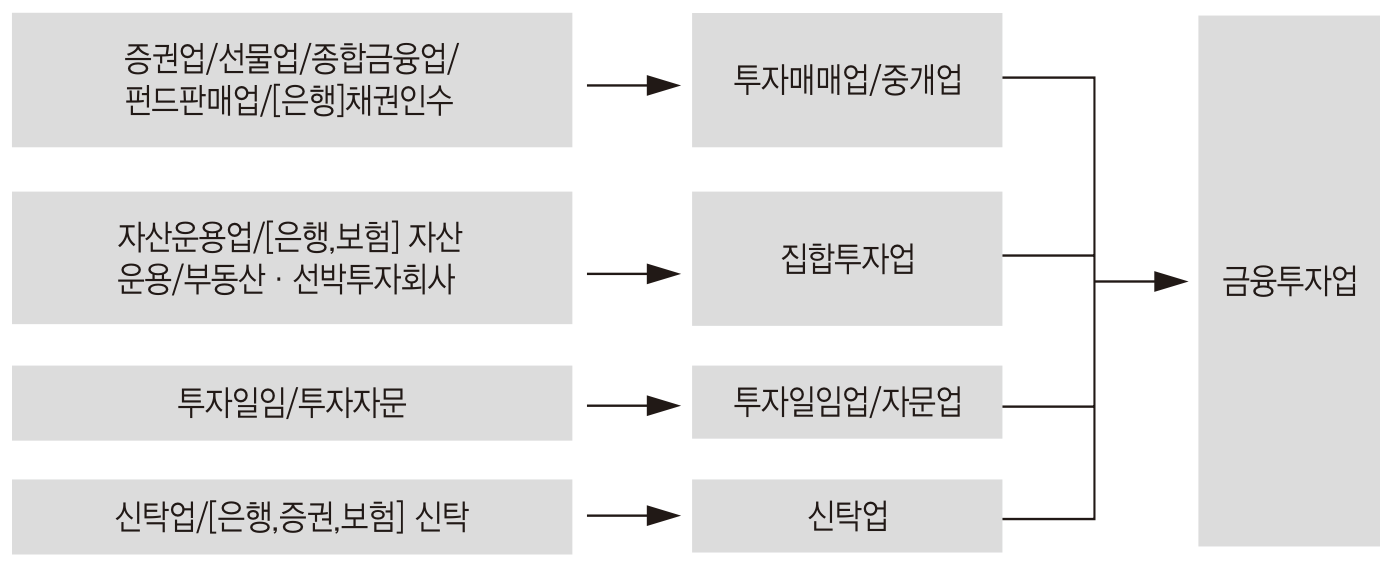 증권업/선물업/종합금융업/
펀드판매업/[은행]채권인수
투자매매업/중개업
자산운용업/[은행,보험] 자산
운용/부동산 · 선박투자회사
집합투자업
투자일임/투자자문
투자일임업/자문업
신탁업/[은행,증권,보험] 신탁
신탁업
금융투자업